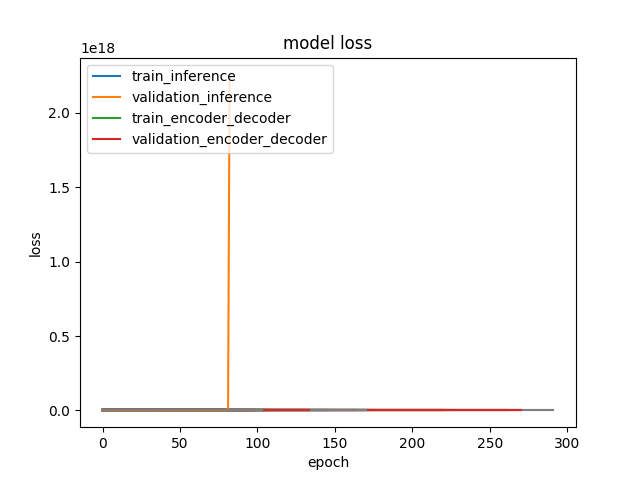 model loss
1e18
train_inference
validation_inference
train_encoder_decoder
validation_encoder_decoder
2.0
1.5
1.0
0.5
0.0
loss
0 50 100 150 200 250 300
epoch